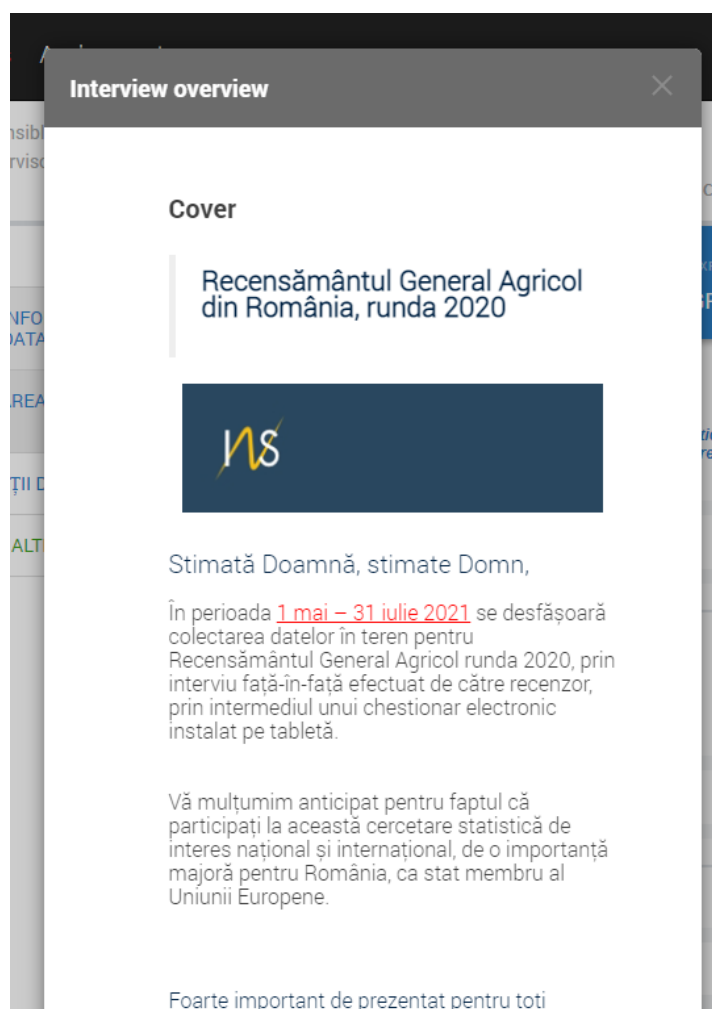 Interview overview
Cover
Recensământul General Agricol
din România, runda 2020
INS
Stimată Doamnă, stimate Domn,
În perioada 1 mai – 31 iulie 2021 se desfășoară
colectarea datelor în teren pentru
Recensământul General Agricol runda 2020, prin
interviu față-în-față efectuat de către recenzor,
prin intermediul unui chestionar electronic
instalat pe tabletă.
Vă mulțumim anticipat pentru faptul că
participați la această cercetare statistică de
interes național și internațional, de o importanță
majoră pentru România, ca stat membru al
Uniunii Europene.
Foarte important de prezentat pentru toti